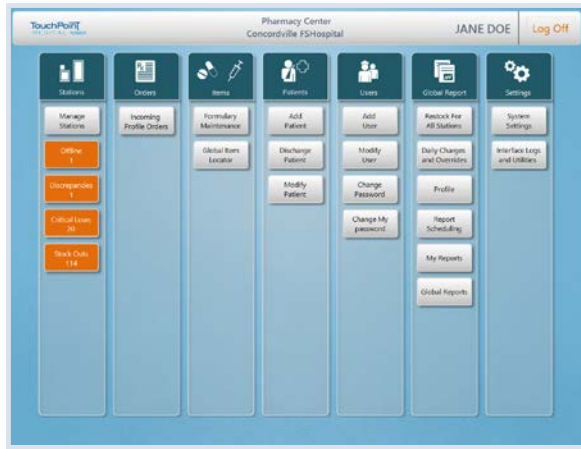 TouchPoint
Pharmacy Center
Concordville FSHospital
JANE DOE
Log Off
Stations
Orders
Items
Patients
Users
Global Report
Settings
Manage
Stations
Offline
1
Discrepancies
1
Critical Lows
20
Stock Outs
114
Incoming
Profile Orders
Formulary
Maintenance
Global Item
Locator
Add
Patient
Discharge
Patient
Modify
Patient
Add
User
Modify
User
Change
Password
Change My
password
Restock For
All Stations
Daily Charges
and Overrides
Profile
Report
Scheduling
My Reports
Global Reports
System
Settings
Interface Logs
and Utilities